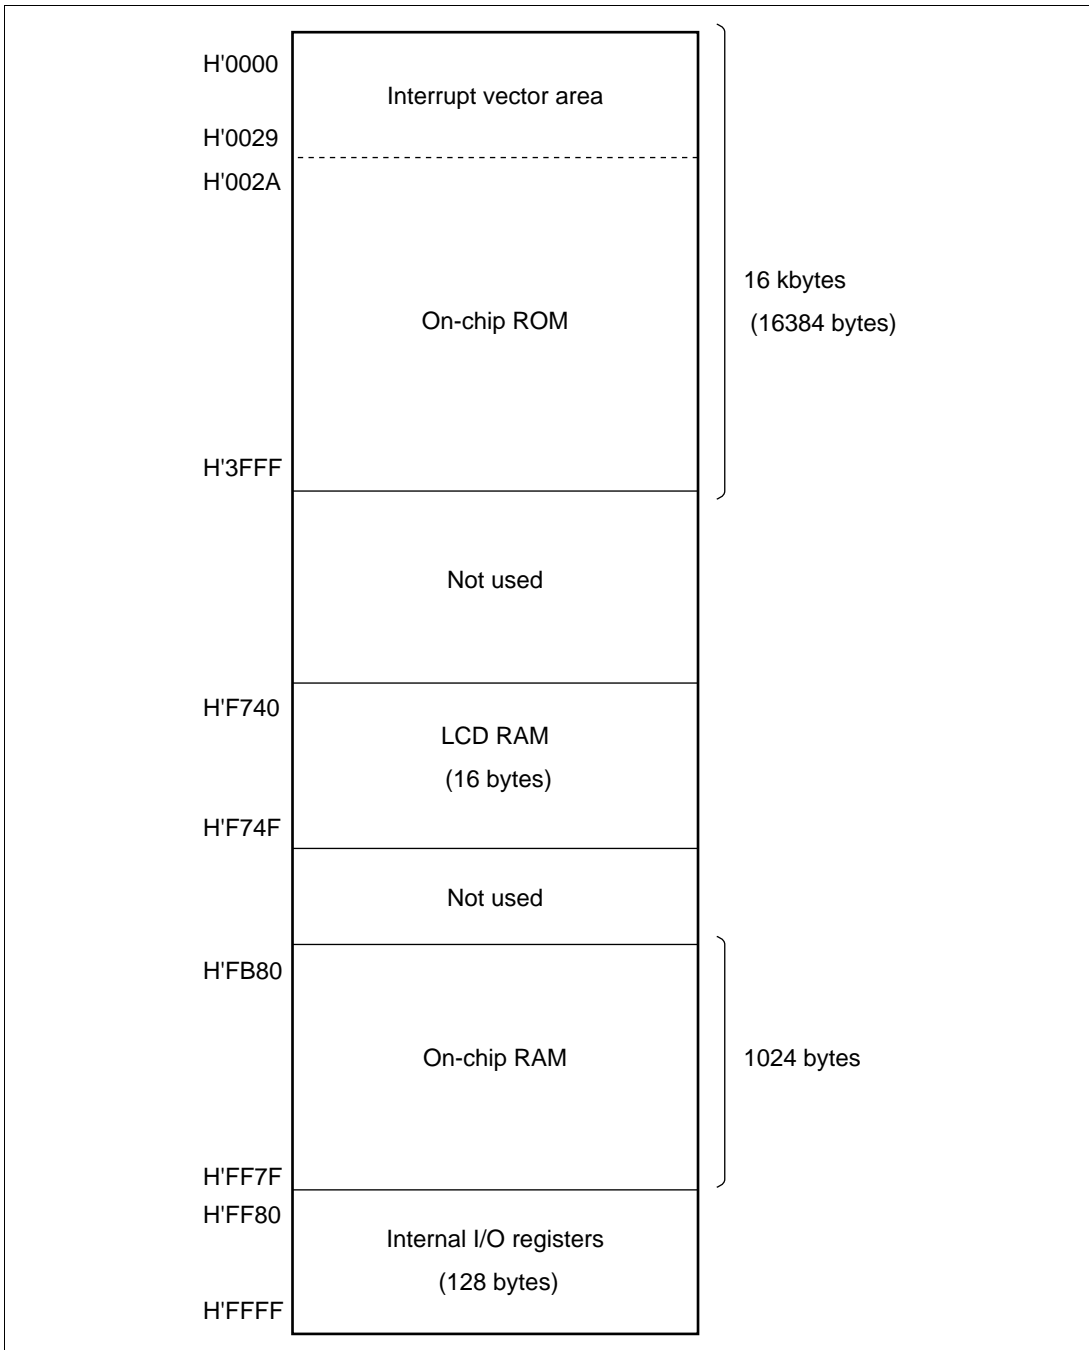 H'0000
Interrupt vector area
H'0029
H'002A
16 kbytes
(16384 bytes)
On-chip ROM
H'3FFF
Not used
H'F740
LCD RAM
(16 bytes)
H'F74F
Not used
H'FB80
On-chip RAM
1024 bytes
H'FF7F
H'FF80
Internal I/O registers
(128 bytes)
H'FFFF